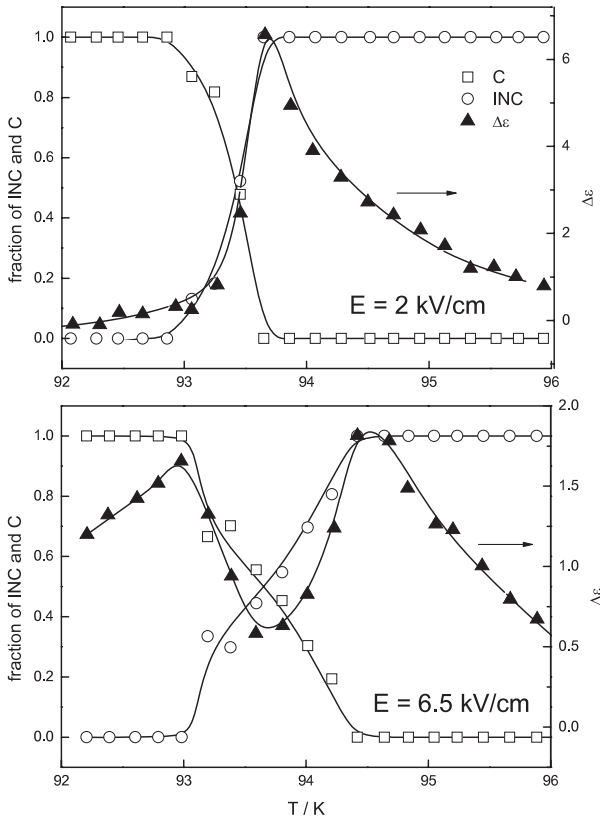 fraction of INC and C
1.0
0.8
0.6
0.4
0.2
0.0
C
INC
Δε
6
4
2
0
Δε
E = 2 kV/cm
92 93 94 95 96
fraction of INC and C
1.0
0.8
0.6
0.4
0.2
0.0
2.0
1.5
1.0
0.5
0.0
Δε
E = 6.5 kV/cm
92 93 94 95 96
T / K